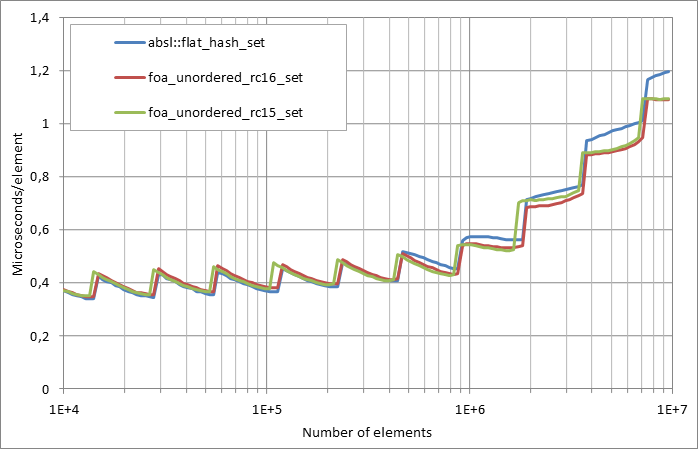 1,4
1,2
1
0,8
0,6
0,4
0,2
0
Microseconds/element
absl::flat_hash_set
foa_unordered_rc16_set
foa_unordered_rc15_set
1E+4
1E+5
1E+6
1E+7
Number of elements